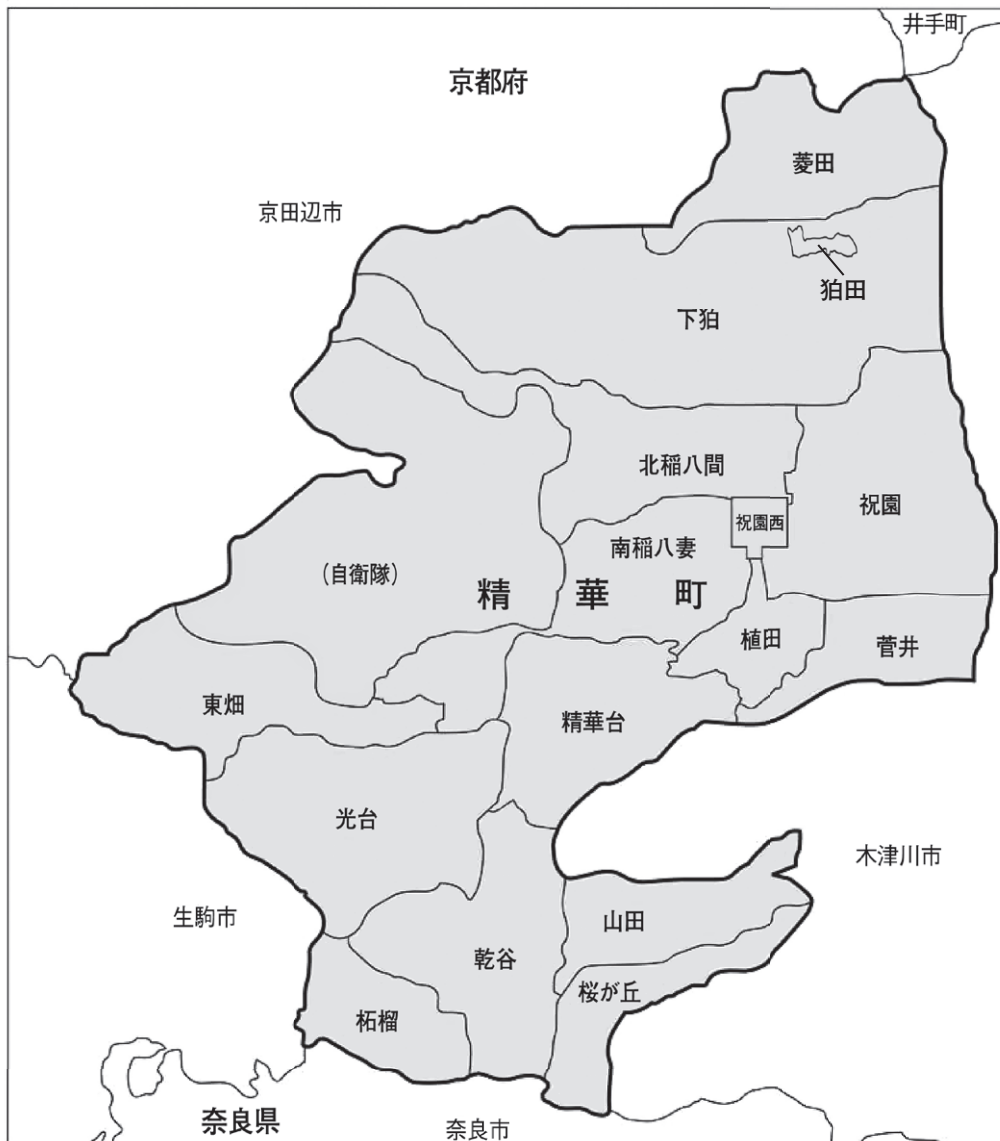 井手町
京都府
菱田
京田辺市
狛田
下狛
北稲八間
祝園
祝園西
南稲八妻
(自衛隊)
精華町
植田
菅井
東畑
精華台
光台
木津川市
生駒市
山田
乾谷
桜が丘
柘榴
奈良県
奈良市